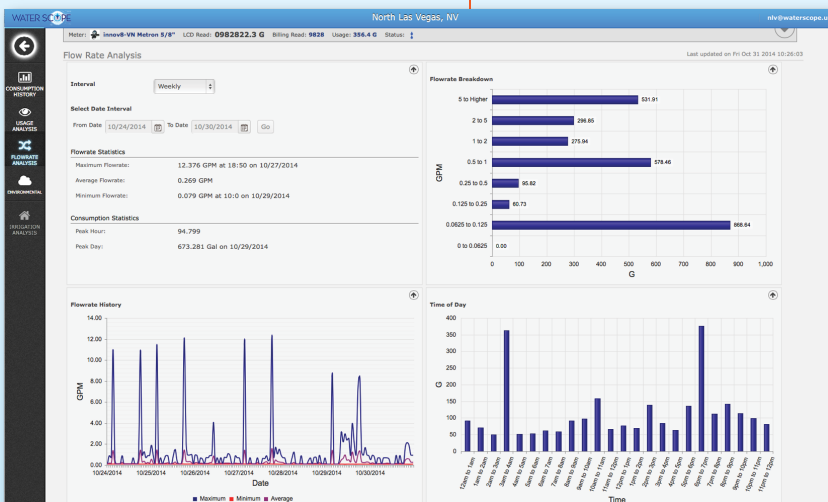 WATER SCOPE
North Las Vegas, NV
nlv@waterscope.u
Meter: innov8-VN Metron 5/8" LCD Read: 0982822.3 G Billing Read: 9828 Usage: 356.4 G Status:
Flow Rate Analysis
Last updated on Fri Oct 31 2014 10:26:03
CONSUMPTION
HISTORY
USAGE
ANALYSIS
FLOWRATE
ANALYSIS
ENVIRONMENTAL
IRRIGATION
ANALYSIS
Interval
Weekly
Select Date Interval
From Date 10/24/2014 To Date 10/30/2014 Go
Flowrate Statistics
Maximum Flowrate: 12.376 GPM at 18:50 on 10/27/2014
Average Flowrate: 0.269 GPM
Minimum Flowrate: 0.079 GPM at 10:0 on 10/29/2014
Consumption Statistics
Peak Hour: 94.799
Peak Day: 673.281 Gal on 10/29/2014
Flowrate Breakdown
GPM
5 to Higher 531.91
2 to 5 296.85
1 to 2 275.94
0.5 to 1 578.46
0.25 to 0.5 95.82
0.125 to 0.25 60.73
0.0625 to 0.125 868.64
0 to 0.0625 0.00
0 100 200 300 400 500 600 700 800 900 1,000
G
Flowrate History
GPM
14.00
12.00
10.00
8.00
6.00
4.00
2.00
0.00
10/24/2014 10/25/2014 10/26/2014 10/27/2014 10/28/2014 10/29/2014 10/30/2014
Date
Maximum Minimum Average
Time of Day
G
400
350
300
250
200
150
100
50
0
12am to 1am 1am to 2am 2am to 3am 3am to 4am 4am to 5am 5am to 6am 6am to 7am 7am to 8am 8am to 9am 9am to 10am 10am to 11am 11am to 12pm 12pm to 1pm 1pm to 2pm 2pm to 3pm 3pm to 4pm 4pm to 5pm 5pm to 6pm 6pm to 7pm 7pm to 8pm 8pm to 9pm 9pm to 10pm 10pm to 11pm 11pm to 12pm
Time